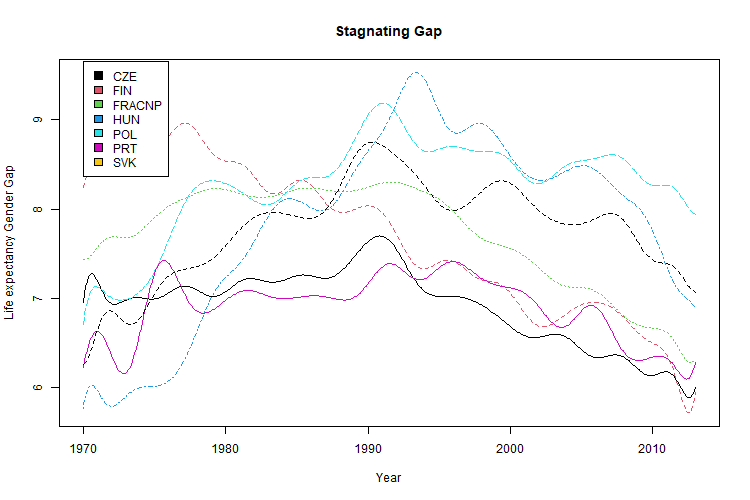 Stagnating Gap
CZE
FIN
FRACNP
HUN
POL
PRT
SVK
Life expectancy Gender Gap
9
8
7
6
1970 1980 1990 2000 2010
Year